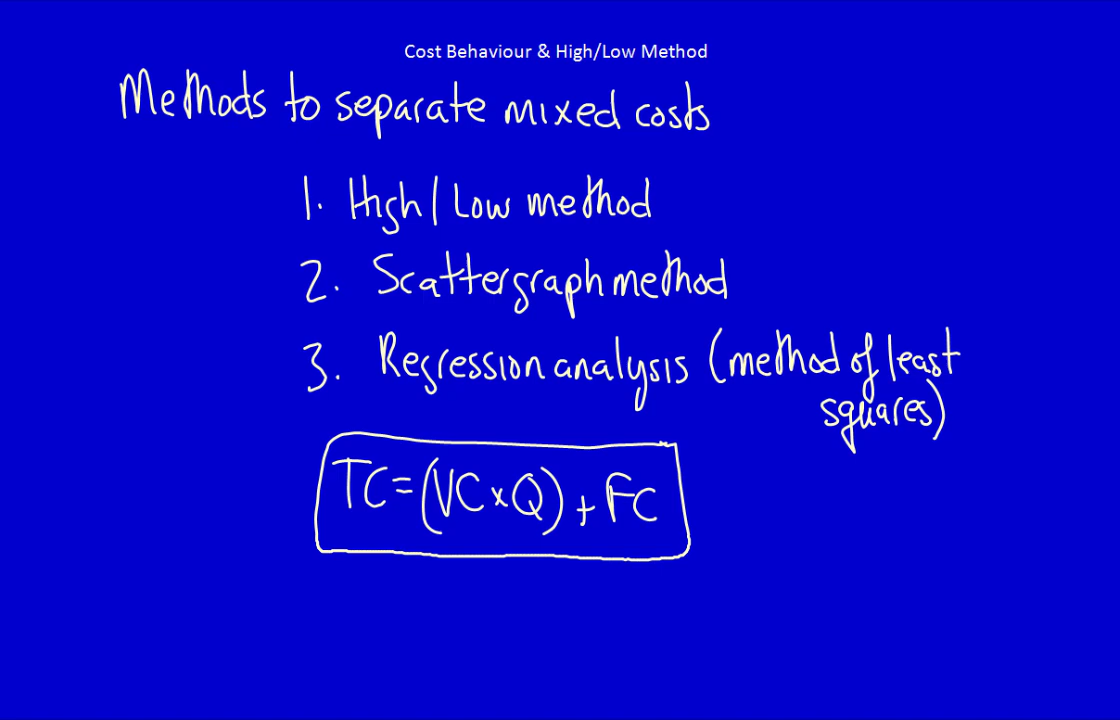 Cost Behaviour & High/Low Method
Methods to separate mixed costs
1. High/Low method
2. Scattergraph method
3. Regression analysis (method of least
squares)
TC=(VC×Q)+FC